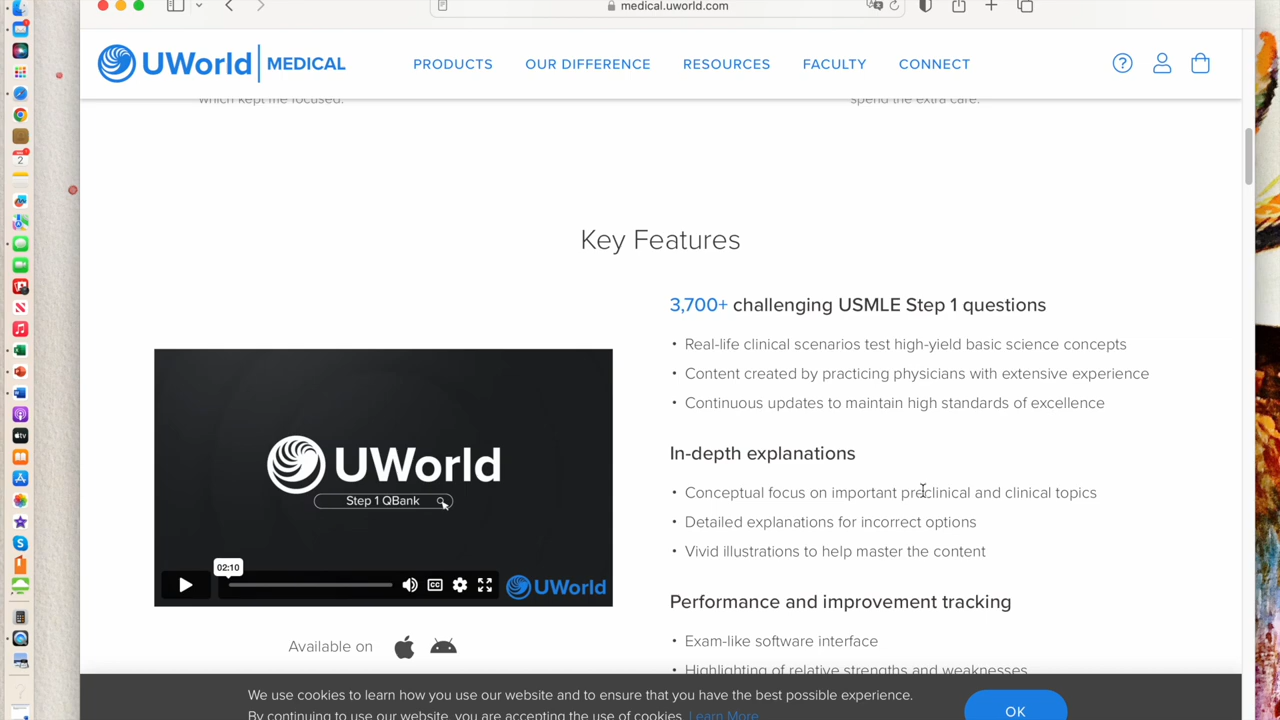 medical.uworld.com
UWorld MEDICAL
PRODUCTS OUR DIFFERENCE RESOURCES FACULTY CONNECT
which kept me focused.
spend the extra care.
Key Features
3,700+ challenging USMLE Step 1 questions
• Real-life clinical scenarios test high-yield basic science concepts
• Content created by practicing physicians with extensive experience
• Continuous updates to maintain high standards of excellence
In-depth explanations
• Conceptual focus on important preclinical and clinical topics
• Detailed explanations for incorrect options
• Vivid illustrations to help master the content
Performance and improvement tracking
• Exam-like software interface
• Highlighting of relative strengths and weaknesses
UWorld
Step 1 QBank
02:10
CC
UWorld
Available on
We use cookies to learn how you use our website and to ensure that you have the best possible experience.
By continuing to use our website, you are accepting the use of cookies. Learn More
OK
2
tv